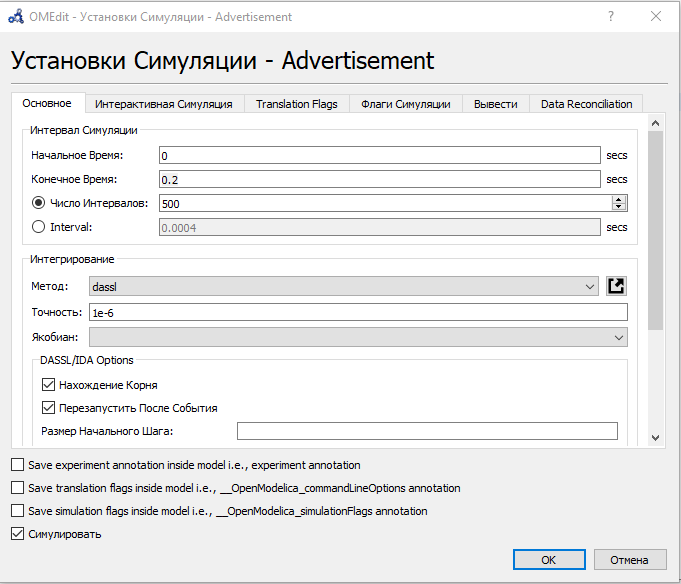 OMEdit - Установки Симуляции - Advertisement
Установки Симуляции - Advertisement
Основное Интерактивная Симуляция Translation Flags Флаги Симуляции Вывести Data Reconciliation
Интервал Симуляции
Начальное Время: 0 secs
Конечное Время: 0.2 secs
Число Интервалов: 500
Interval: 0.0004 secs
Интегрирование
Метод: dassl
Точность: 1e-6
Якобиан:
DASSL/IDA Options
Нахождение Корня
Перезапустить После События
Размер Начального Шага:
Save experiment annotation inside model i.e., experiment annotation
Save translation flags inside model i.e., __OpenModelica_commandLineOptions annotation
Save simulation flags inside model i.e., __OpenModelica_simulationFlags annotation
Симулировать
OK Отмена